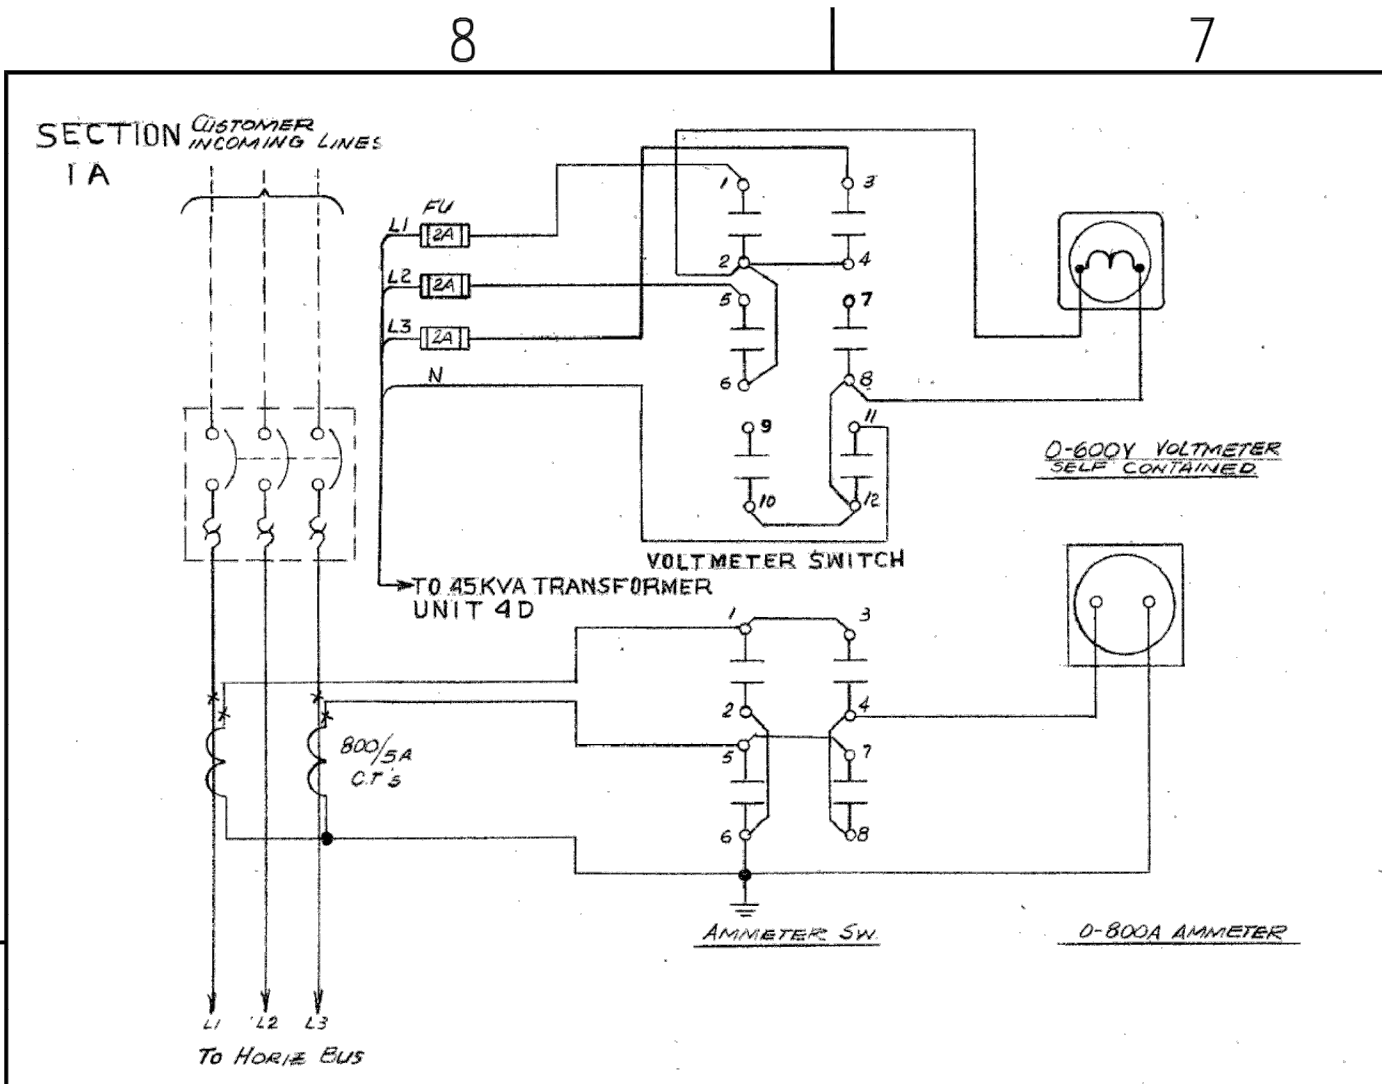 8
7
SECTION
1A
CUSTOMER
INCOMING LINES
FU
L1
2A
L2
2A
L3
2A
N
1
3
2
4
5
7
6
8
9
11
10
12
VOLTMETER SWITCH
0-600V VOLTMETER
SELF CONTAINED
TO 45KVA TRANSFORMER
UNIT 4D
800/5A
C.T's
1
3
2
4
5
7
6
8
AMMETER SW.
0-800A AMMETER
L1
L2
L3
TO HORIZ BUS